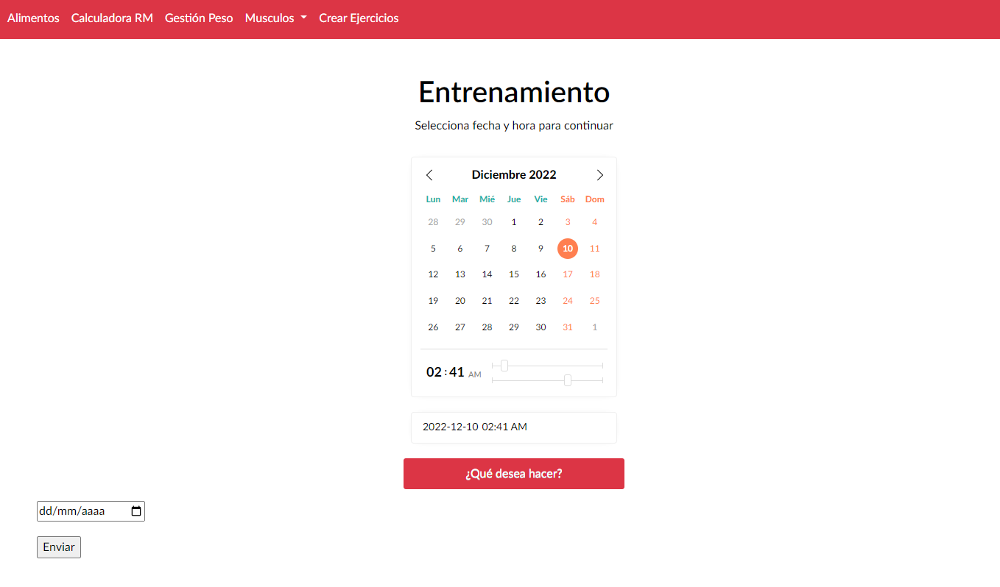 Alimentos Calculadora RM Gestión Peso Musculos Crear Ejercicios
Entrenamiento
Selecciona fecha y hora para continuar
Diciembre 2022
Lun Mar Mié Jue Vie Sáb Dom
28 29 30 1 2 3 4
5 6 7 8 9 10 11
12 13 14 15 16 17 18
19 20 21 22 23 24 25
26 27 28 29 30 31 1
02 : 41 AM
2022-12-10 02:41 AM
¿Qué desea hacer?
dd/mm/aaaa
Enviar